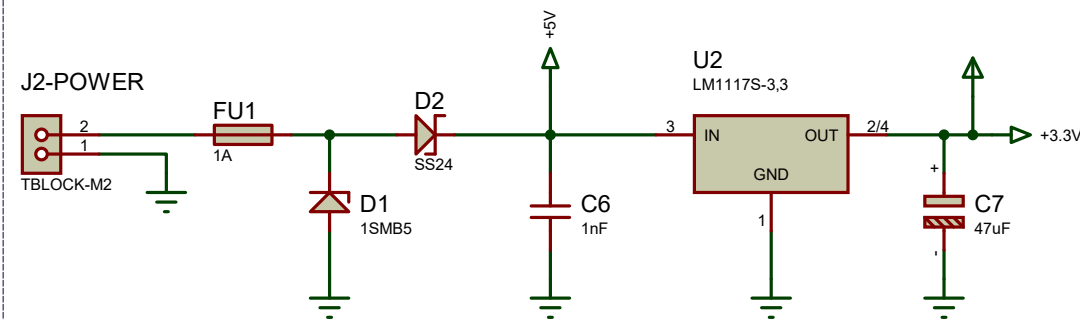 J2-POWER
2
1
TBLOCK-M2
FU1
1A
D1
1SMB5
D2
SS24
+5V
C6
1nF
U2
LM1117S-3,3
3
IN
OUT
GND
2/4
1
+3.3V
+
C7
47uF
-